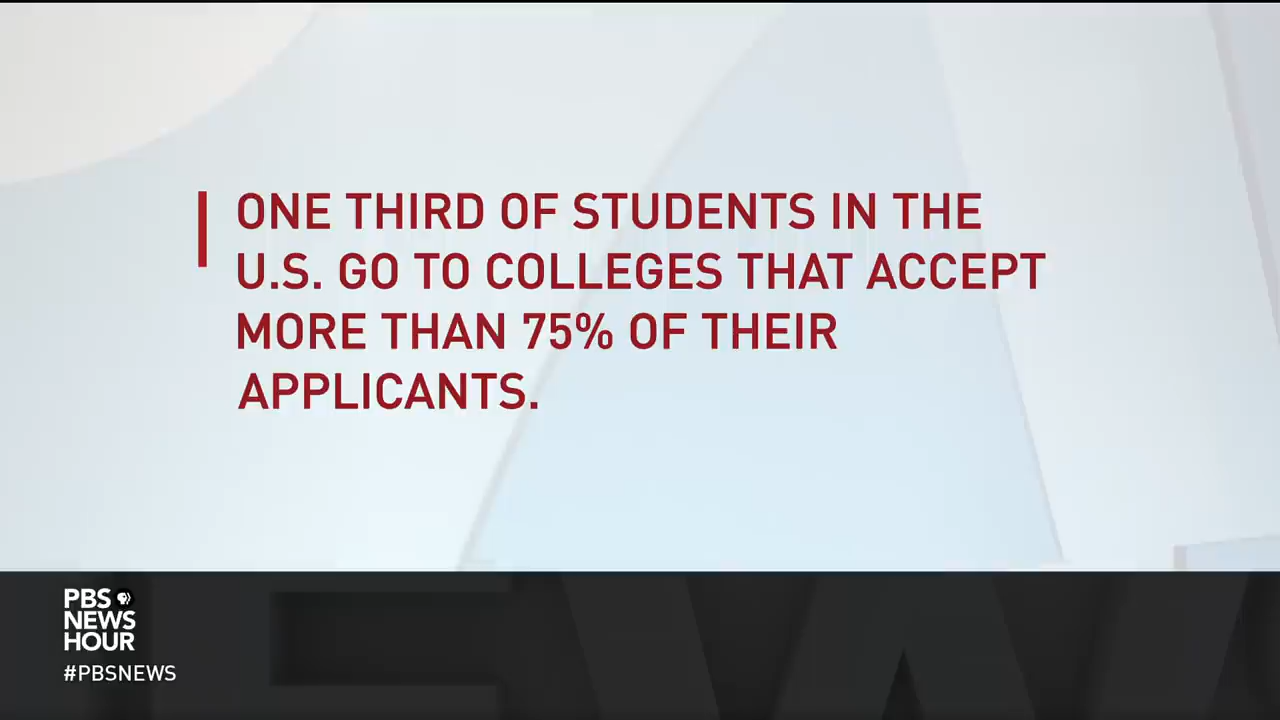 ONE THIRD OF STUDENTS IN THE
U.S. GO TO COLLEGES THAT ACCEPT
MORE THAN 75% OF THEIR
APPLICANTS.
PBS
NEWS
HOUR
#PBSNEWS